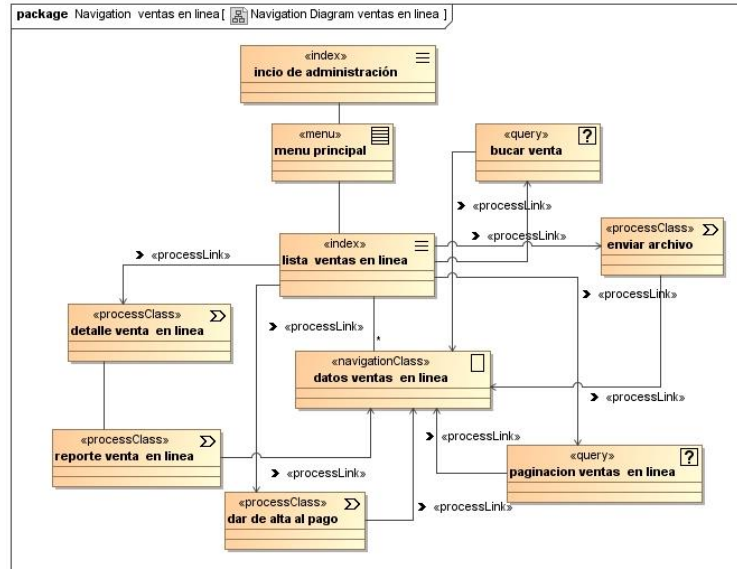 package Navigation ventas en linea [ Navigation Diagram ventas en linea ]
«index»
incio de administración
«menu»
menu principal
«query»
bucar venta
?
«processLink»
«processLink»
«processClass»
enviar archivo
«index»
lista ventas en linea
«processLink»
«processLink»
«processClass»
detalle venta en linea
«processLink»
*
«navigationClass»
datos ventas en linea
«processLink»
«processClass»
reporte venta en linea
«processLink»
«processLink»
«query»
paginacion ventas en linea
?
«processClass»
dar de alta al pago
«processLink»